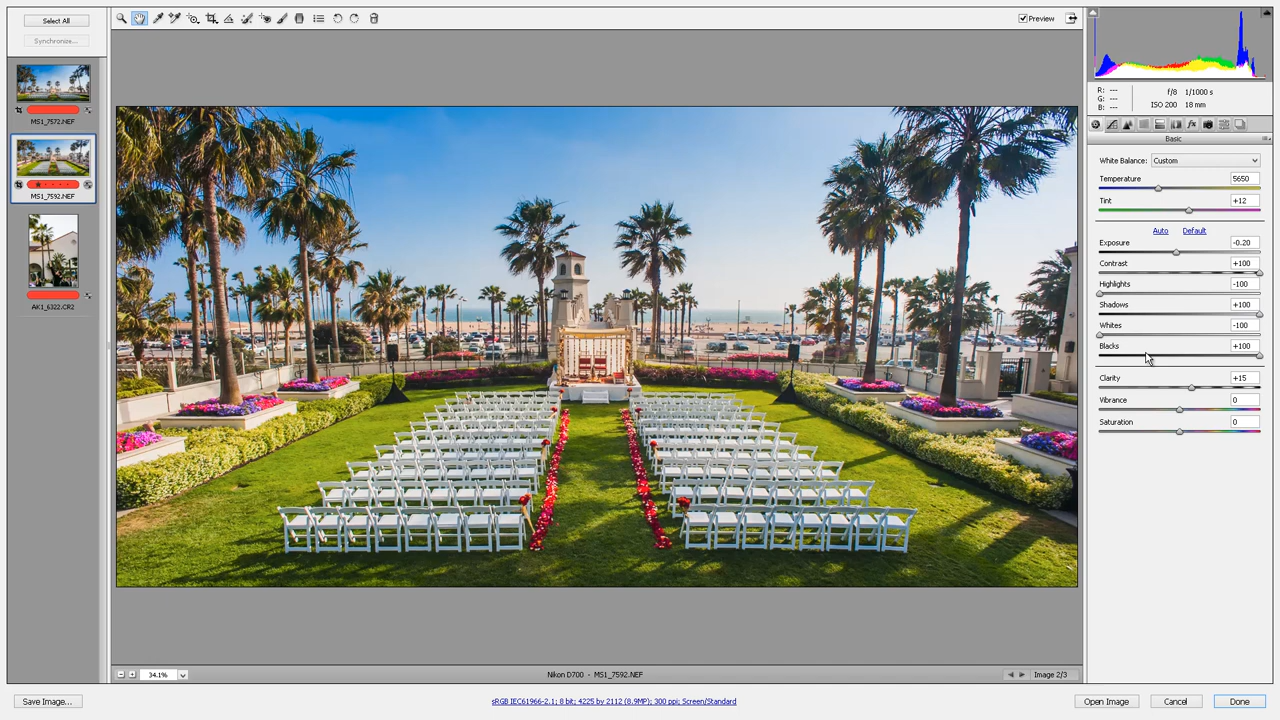 Select All
Synchronize...
MS1_7572.NEF
MS1_7592.NEF
AK1_6322.CR2
Preview
R: ---
G: ---
B: ---
f/8 1/1000 s
ISO 200 18 mm
Basic
White Balance: Custom
Temperature 5650
Tint +12
Auto Default
Exposure -0.20
Contrast +100
Highlights -100
Shadows +100
Whites -100
Blacks +100
Clarity +15
Vibrance 0
Saturation 0
34.1%
Nikon D700 - MS1_7592.NEF
Image 2/3
Save Image...
sRGB IEC61966-2.1; 8 bit; 4225 by 2112 (8.9MP); 300 ppi; Screen/Standard
Open Image
Cancel
Done